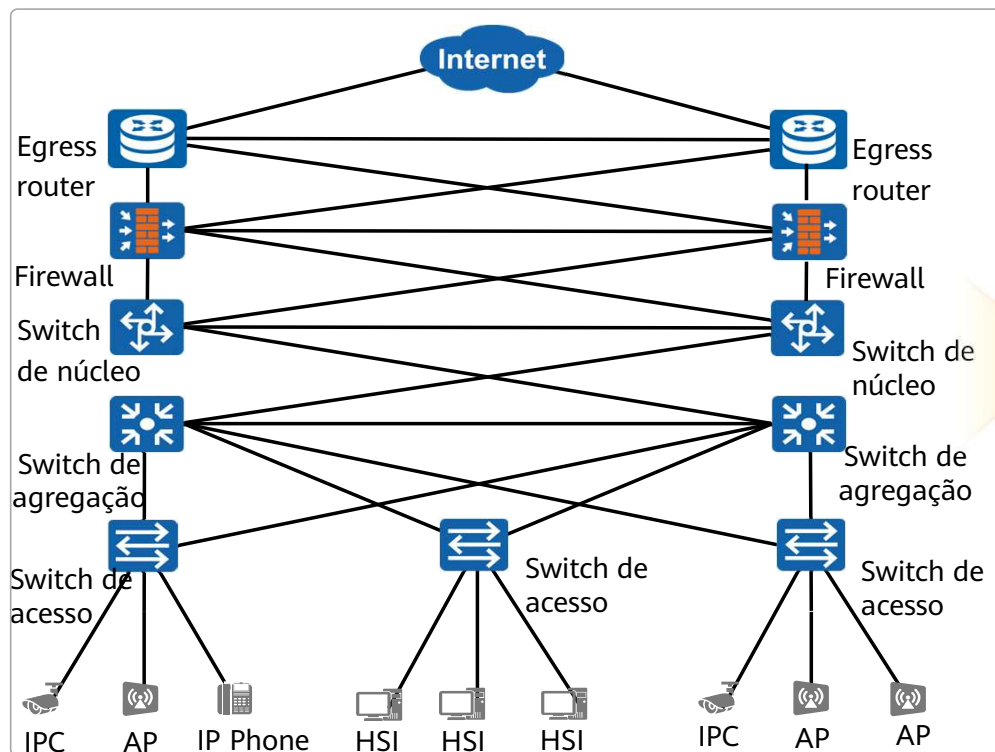 Internet
Egress
router
Egress
router
Firewall
Firewall
Switch
de núcleo
Switch de
núcleo
Switch de
agregação
Switch de
agregação
Switch de
acesso
Switch de
acesso
Switch de
acesso
IPC
AP
IP Phone
HSI
HSI
HSI
IPC
AP
AP